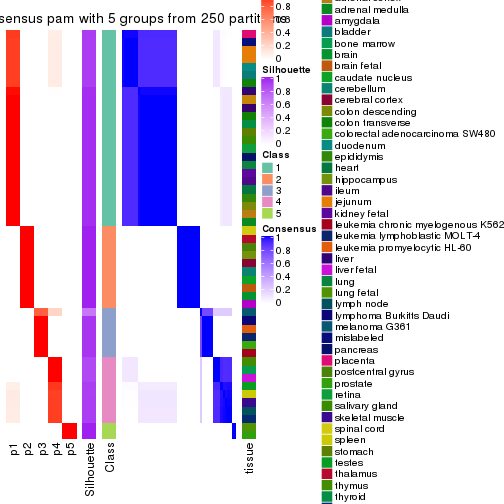 sensus pam with 5 groups from 250 partit
0.8
0.6
0.4
0.2
0
Silhouette
1
0.8
0.6
0.4
0.2
0
Class
1
2
3
4
5
Consensus
1
0.8
0.6
0.4
0.2
0
adrenal medulla
amygdala
bladder
bone marrow
brain
brain fetal
caudate nucleus
cerebellum
cerebral cortex
colon descending
colon transverse
colorectal adenocarcinoma SW480
duodenum
epididymis
heart
hippocampus
ileum
jejunum
kidney fetal
leukemia chronic myelogenous K562
leukemia lymphoblastic MOLT-4
leukemia promyelocytic HL-60
liver
liver fetal
lung
lung fetal
lymph node
lymphoma Burkitts Daudi
melanoma G361
mislabeled
pancreas
placenta
postcentral gyrus
prostate
retina
salivary gland
skeletal muscle
spinal cord
spleen
stomach
testes
thalamus
thymus
thyroid
p1
p2
p3
p4
p5
Silhouette
Class
tissue